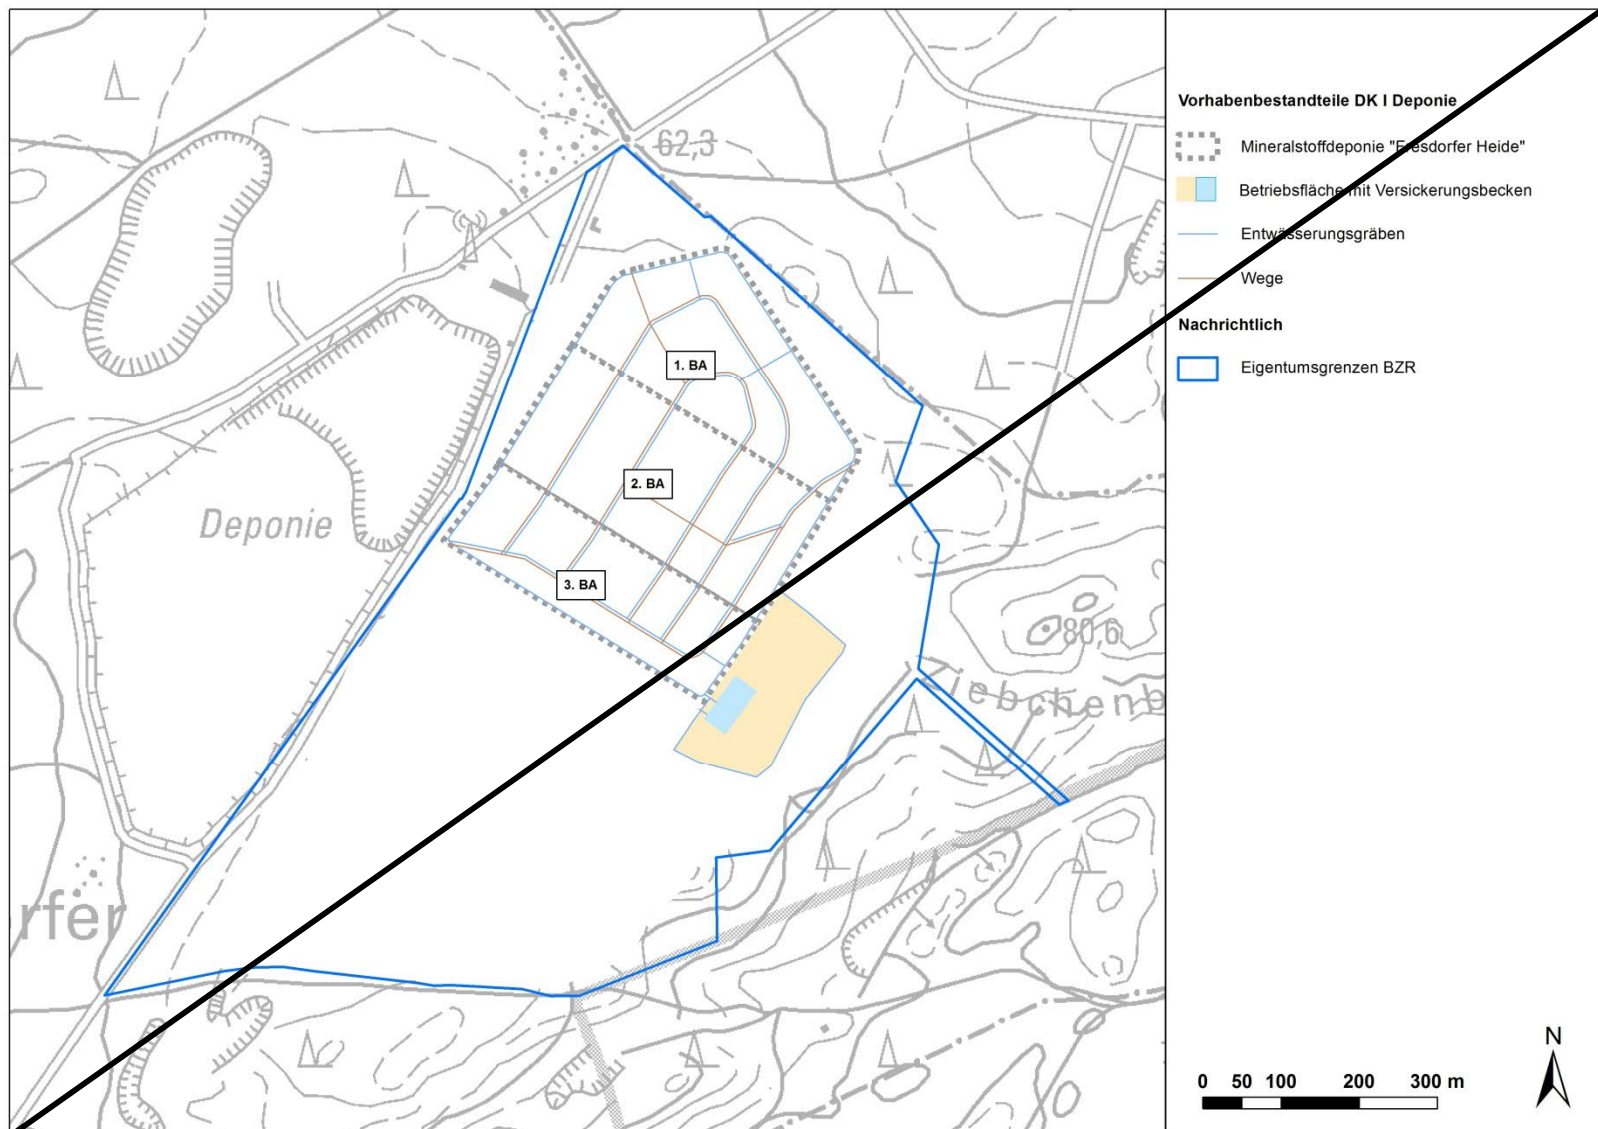 62,3
1. BA
2. BA
3. BA
Deponie
80,6
Ziebchenb
rfer
Vorhabenbestandteile DK I Deponie
Mineralstoffdeponie "Fresdorfer Heide"
Betriebsfläche mit Versickerungsbecken
Entwässerungsgräben
Wege
Nachrichtlich
Eigentumsgrenzen BZR
N
0 50 100 200 300 m